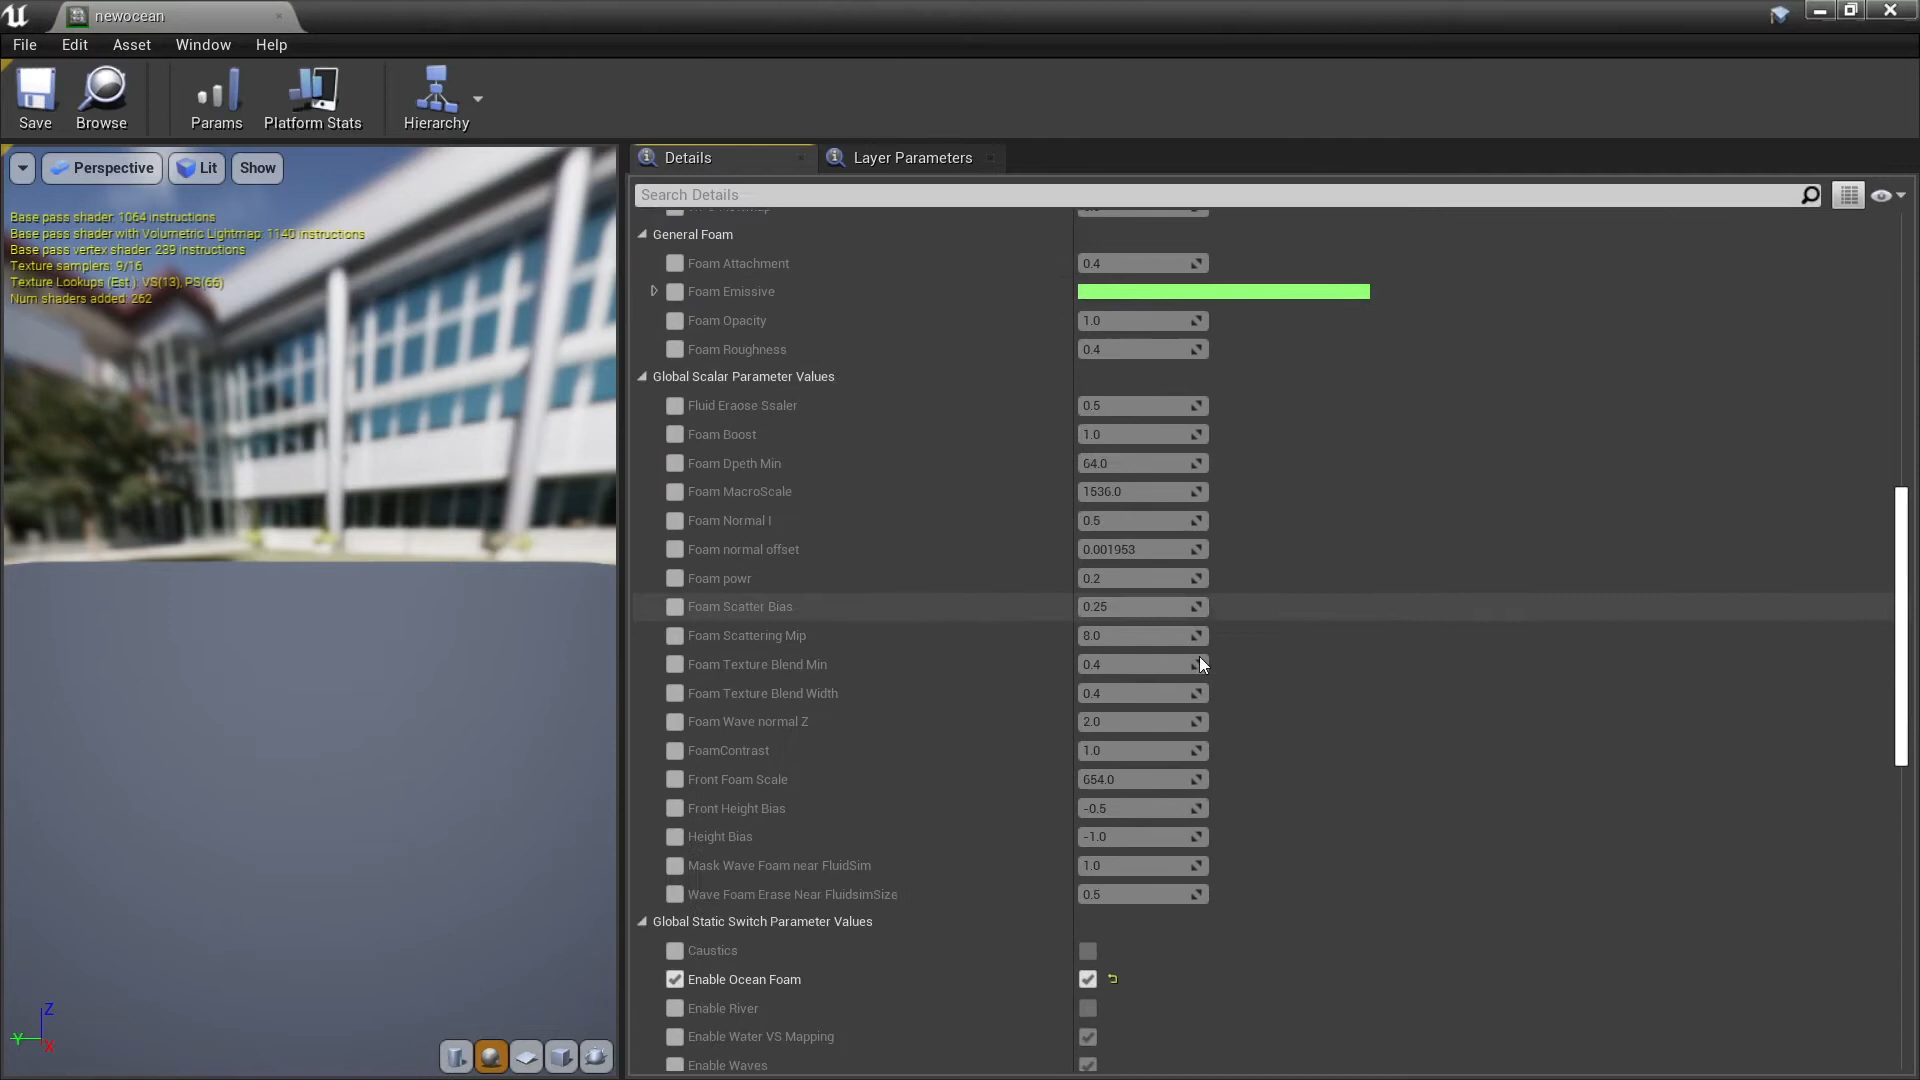 newocean
File Edit Asset Window Help
Save Browse Params Platform Stats Hierarchy
Perspective Lit Show
Base pass shader: 1064 instructions
Base pass shader with Volumetric Lightmap: 1140 instructions
Base pass vertex shader: 239 instructions
Texture samplers: 9/16
Texture Lookups (Est.): VS(13), PS(66)
Num shaders added: 262
Z
Y
X
Details Layer Parameters
Search Details
General Foam
Foam Attachment 0.4
Foam Emissive
Foam Opacity 1.0
Foam Roughness 0.4
Global Scalar Parameter Values
Fluid Eraose Ssaler 0.5
Foam Boost 1.0
Foam Dpeth Min 64.0
Foam MacroScale 1536.0
Foam Normal I 0.5
Foam normal offset 0.001953
Foam powr 0.2
Foam Scatter Bias 0.25
Foam Scattering Mip 8.0
Foam Texture Blend Min 0.4
Foam Texture Blend Width 0.4
Foam Wave normal Z 2.0
FoamContrast 1.0
Front Foam Scale 654.0
Front Height Bias -0.5
Height Bias -1.0
Mask Wave Foam near FluidSim 1.0
Wave Foam Erase Near FluidsimSize 0.5
Global Static Switch Parameter Values
Caustics
Enable Ocean Foam
Enable River
Enable Water VS Mapping
Enable Waves